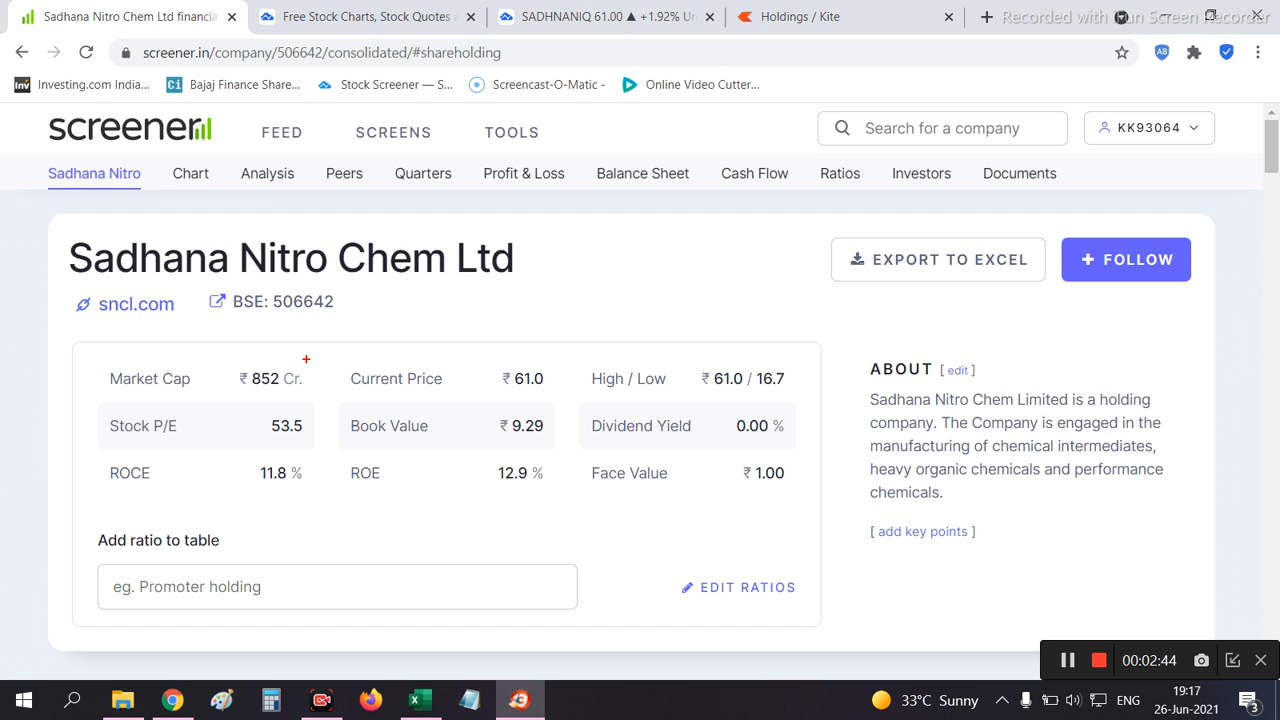 Sadhana Nitro Chem Ltd financia
Free Stock Charts, Stock Quotes a
SADHNANIQ 61.00 ▲ +1.92% Un
Holdings / Kite
screener.in/company/506642/consolidated/#shareholding
Inv Investing.com India...
Ci Bajaj Finance Share...
Stock Screener — S...
Screencast-O-Matic -
Online Video Cutter...
screener
FEED
SCREENS
TOOLS
Search for a company
KK93064
Sadhana Nitro
Chart
Analysis
Peers
Quarters
Profit & Loss
Balance Sheet
Cash Flow
Ratios
Investors
Documents
Sadhana Nitro Chem Ltd
EXPORT TO EXCEL
+ FOLLOW
sncl.com
BSE: 506642
Market Cap ₹ 852 Cr.
Current Price ₹ 61.0
High / Low ₹ 61.0 / 16.7
Stock P/E 53.5
Book Value ₹ 9.29
Dividend Yield 0.00 %
ROCE 11.8 %
ROE 12.9 %
Face Value ₹ 1.00
Add ratio to table
eg. Promoter holding
EDIT RATIOS
ABOUT [ edit ]
Sadhana Nitro Chem Limited is a holding
company. The Company is engaged in the
manufacturing of chemical intermediates,
heavy organic chemicals and performance
chemicals.
[ add key points ]
00:02:44
33°C Sunny
ENG
19:17
26-Jun-2021
3